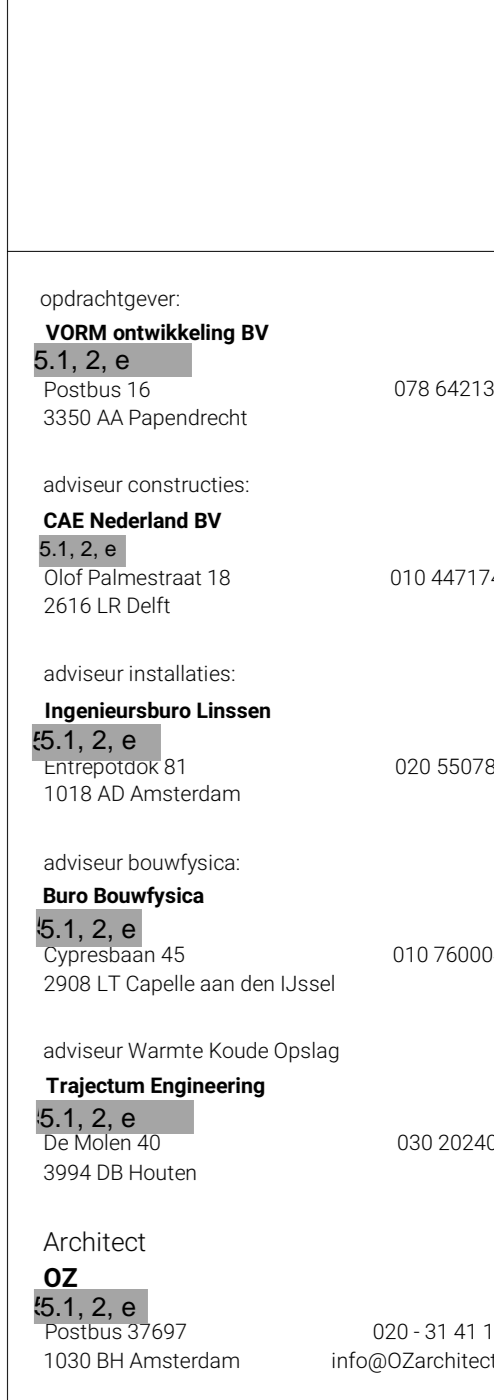 opdrachtgever:
VORM ontwikkeling BV
5.1, 2, e
Postbus 16 078 64213
3350 AA Papendrecht
adviseur constructies:
CAE Nederland BV
5.1, 2, e
Olof Palmestraat 18 010 447174
2616 LR Delft
adviseur installaties:
Ingenieursburo Linssen
5.1, 2, e
Entrepotdok 81 020 55078
1018 AD Amsterdam
adviseur bouwfysica:
Buro Bouwfysica
5.1, 2, e
Cypresbaan 45 010 76000
2908 LT Capelle aan den IJssel
adviseur Warmte Koude Opslag
Trajectum Engineering
5.1, 2, e
De Molen 40 030 20240
3994 DB Houten
Architect
OZ
5.1, 2, e
Postbus 37697 020 - 31 41 1
1030 BH Amsterdam info@OZarchitect